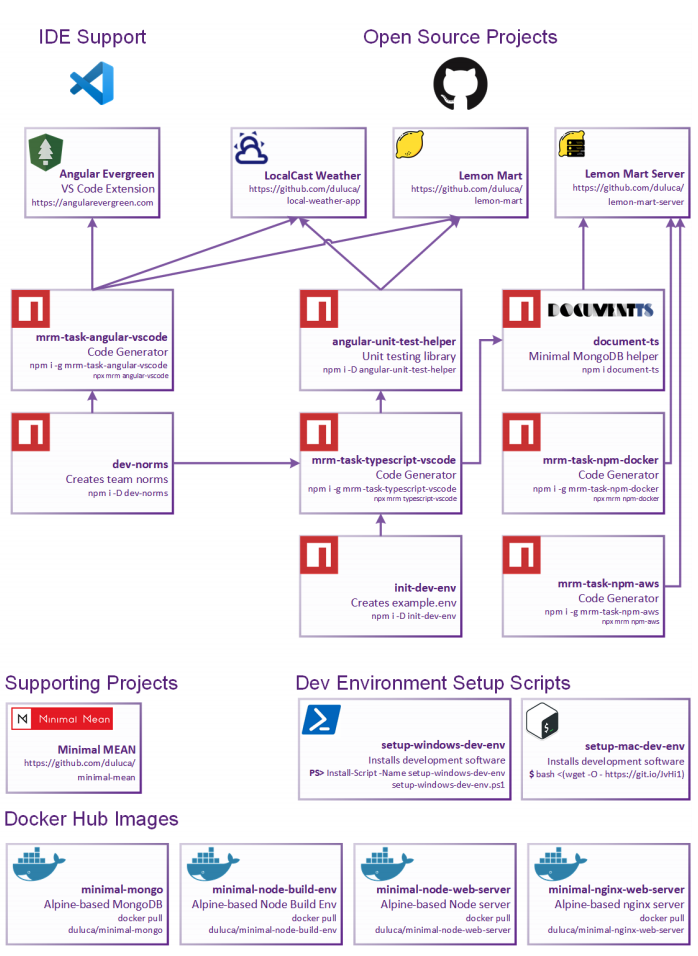 IDE Support
Open Source Projects
Angular Evergreen
VS Code Extension
https://angularevergreen.com
LocalCast Weather
https://github.com/duluca/
local-weather-app
Lemon Mart
https://github.com/duluca/
lemon-mart
Lemon Mart Server
https://github.com/duluca/
lemon-mart-server
mrm-task-angular-vscode
Code Generator
npm i -g mrm-task-angular-vscode
npx mrm angular-vscode
angular-unit-test-helper
Unit testing library
npm i -D angular-unit-test-helper
DOCUMENTTS
document-ts
Minimal MongoDB helper
npm i document-ts
dev-norms
Creates team norms
npm i -D dev-norms
mrm-task-typescript-vscode
Code Generator
npm i -g mrm-task-typescript-vscode
npx mrm typescript-vscode
mrm-task-npm-docker
Code Generator
npm i -g mrm-task-npm-docker
npx mrm npm-docker
init-dev-env
Creates example.env
npm i -D init-dev-env
mrm-task-npm-aws
Code Generator
npm i -g mrm-task-npm-aws
npx mrm npm-aws
Supporting Projects
Minimal Mean
Minimal MEAN
https://github.com/duluca/
minimal-mean
Dev Environment Setup Scripts
setup-windows-dev-env
Installs development software
PS> Install-Script -Name setup-windows-dev-env
setup-windows-dev-env.ps1
setup-mac-dev-env
Installs development software
$ bash <(wget -O - https://git.io/JvHi1)
Docker Hub Images
minimal-mongo
Alpine-based MongoDB
docker pull
duluca/minimal-mongo
minimal-node-build-env
Alpine-based Node Build Env
docker pull
duluca/minimal-node-build-env
minimal-node-web-server
Alpine-based Node server
docker pull
duluca/minimal-node-web-server
minimal-nginx-web-server
Alpine-based nginx server
docker pull
duluca/minimal-nginx-web-server